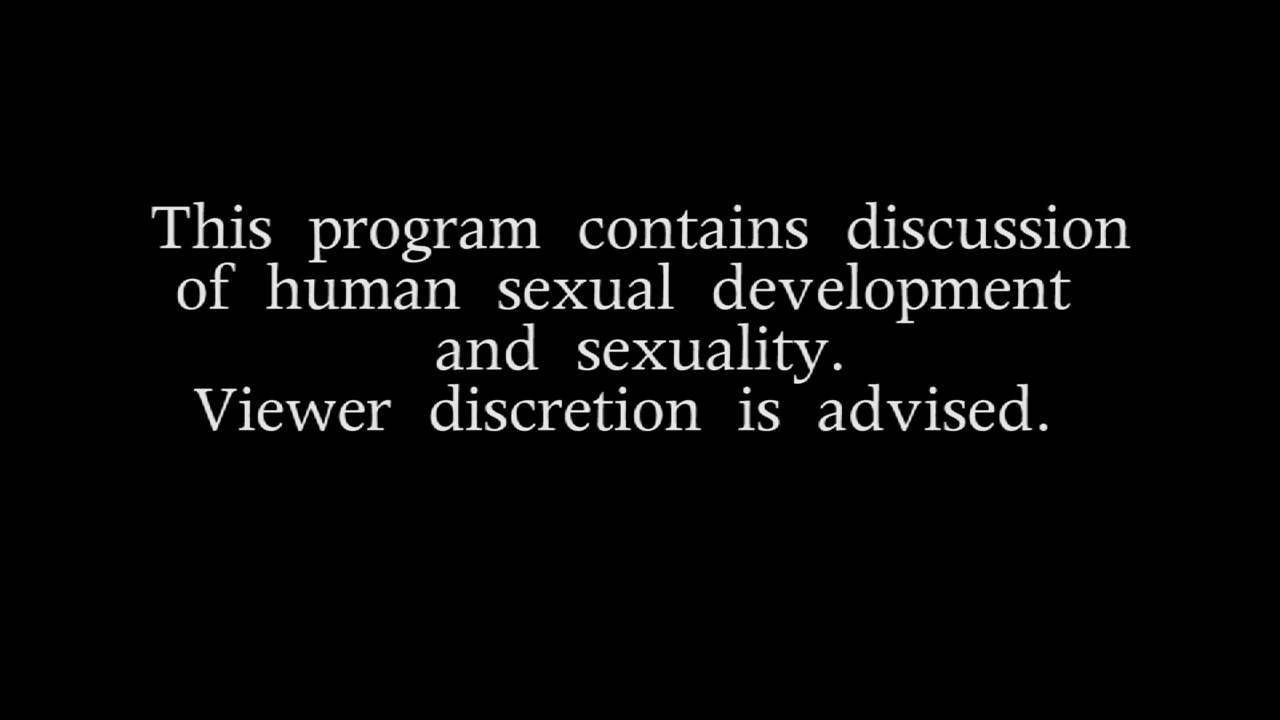 This program contains discussion
of human sexual development
and sexuality.
Viewer discretion is advised.